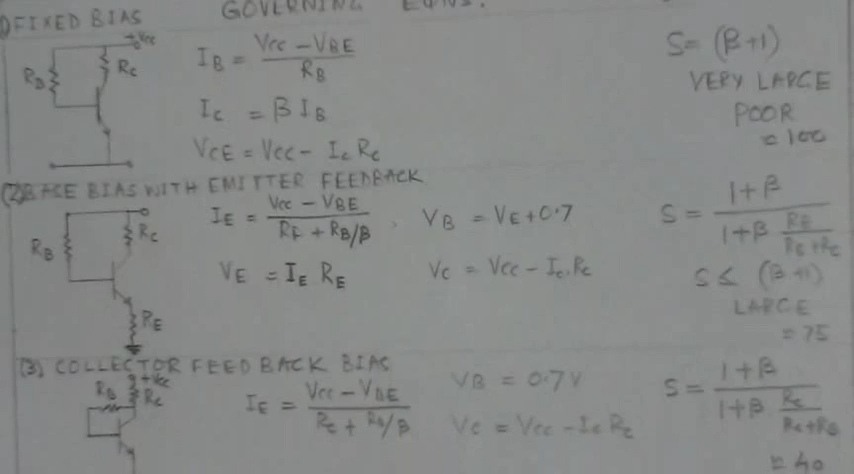 GOVERNING EQNS.
1) FIXED BIAS
+Vcc
RB
RC
IB = (Vcc - VBE) / RB
IC = β IB
VCE = Vcc - Ic Rc
S = (β+1)
VERY LARGE
POOR
= 100
(2) BASE BIAS WITH EMITTER FEEDBACK
RB
RC
RE
IE = (Vcc - VBE) / (RE + RB/β)
VB = VE + 0.7
VE = IE RE
Vc = Vcc - Ic.Rc
S = (1+β) / (1+β RE/(RE+RC))
S ≤ (β+1)
LARGE
= 75
(3) COLLECTOR FEED BACK BIAS
+Vcc
RB
Rc
IE = (Vcc - VBE) / (Rc + RB/β)
VB = 0.7V
Vc = Vcc - Ic Rc
S = (1+β) / (1+β Rc/(Rc+RB))
= 40